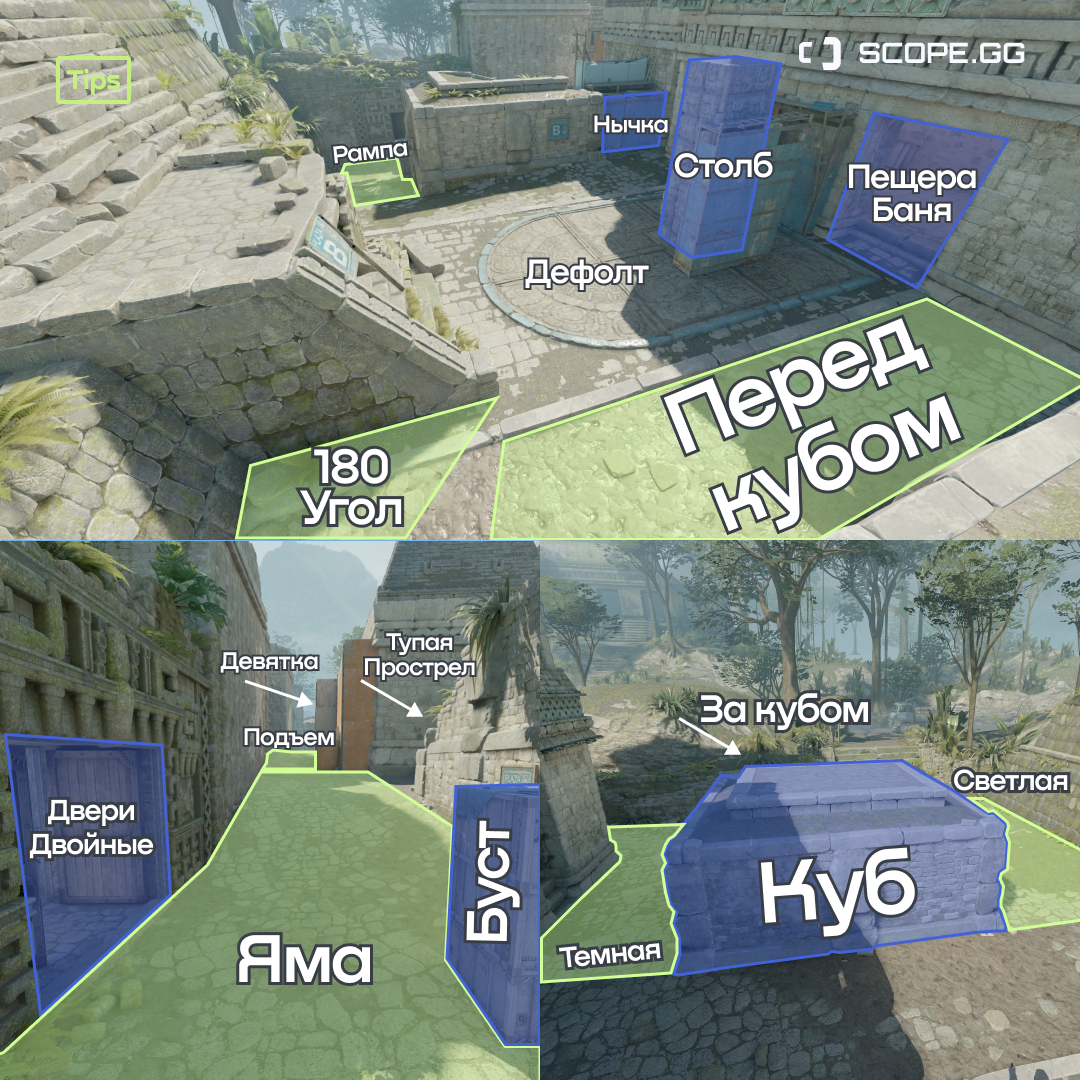 Tips
SCOPE.GG
Рампа
B
Нычка
Столб
Пещера
Баня
B
Дефолт
Перед
кубом
180
Угол
Девятка
Тупая
Прострел
Подъем
Двери
Двойные
Буст
Яма
За кубом
Светлая
Куб
Темная